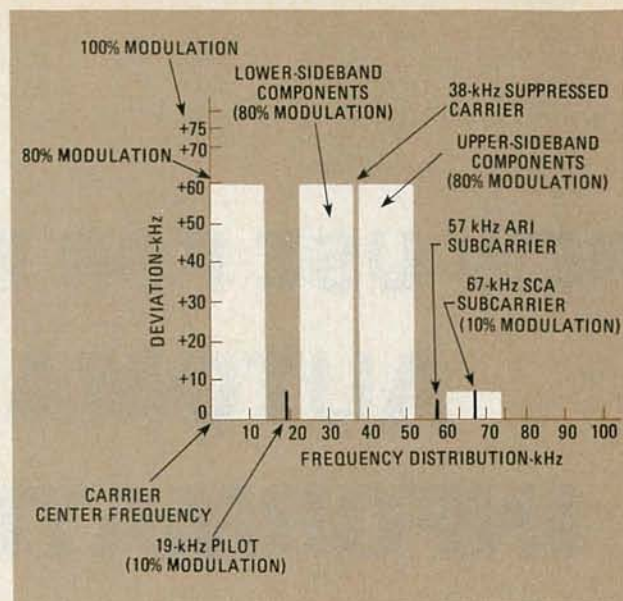 100% MODULATION
LOWER-SIDEBAND
COMPONENTS
(80% MODULATION)
38-kHz SUPPRESSED
CARRIER
+75
+70
80% MODULATION
UPPER-SIDEBAND
COMPONENTS
(80% MODULATION)
+60
+50
+40
+30
+20
+10
0
DEVIATION-kHz
57 kHz ARI
SUBCARRIER
67-kHz SCA
SUBCARRIER
(10% MODULATION)
10 20 30 40 50 60 70 80 90 100
FREQUENCY DISTRIBUTION-kHz
CARRIER
CENTER FREQUENCY
19-kHz PILOT
(10% MODULATION)